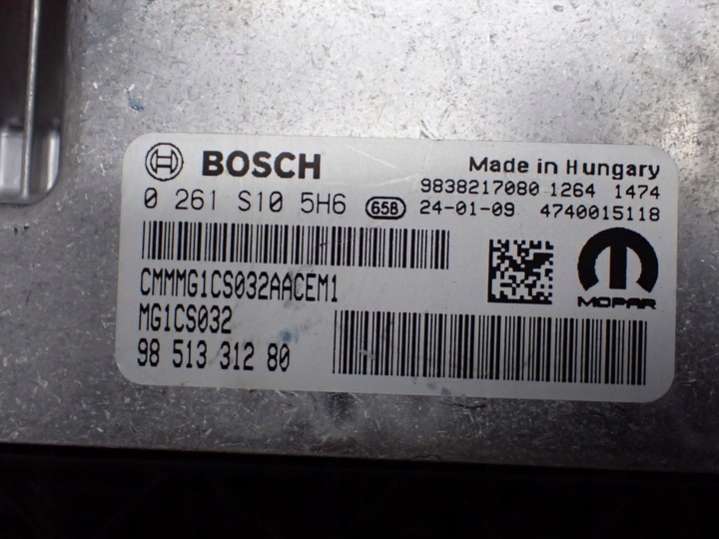 BOSCH
Made in Hungary
9838217080 1264 1474
0 261 S10 5H6 65B 24-01-09 4740015118
CMMMG1CS032AACEM1
MOPAR
MG1CS032
98 513 312 80